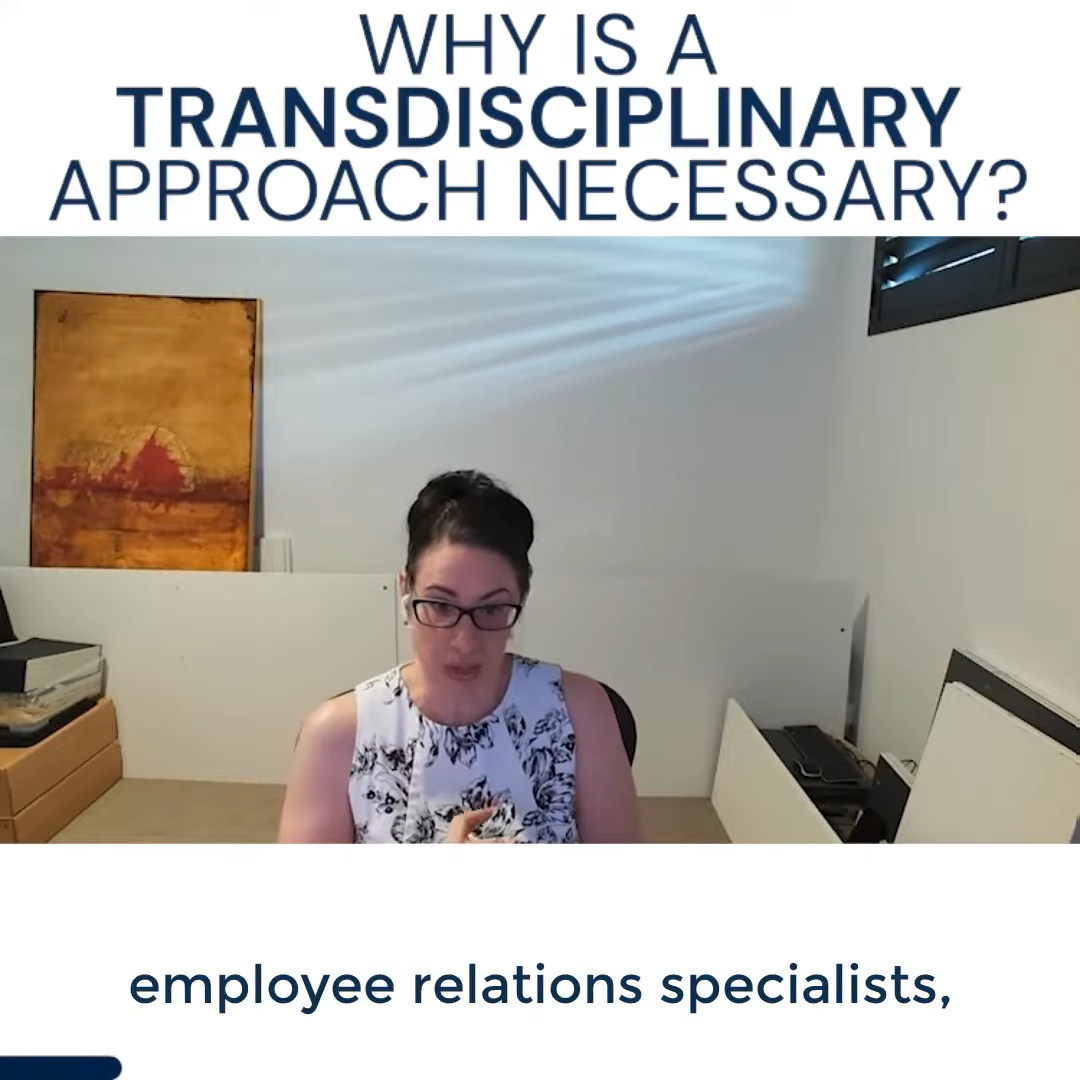 WHY IS A
TRANSDISCIPLINARY
APPROACH NECESSARY?
employee relations specialists,